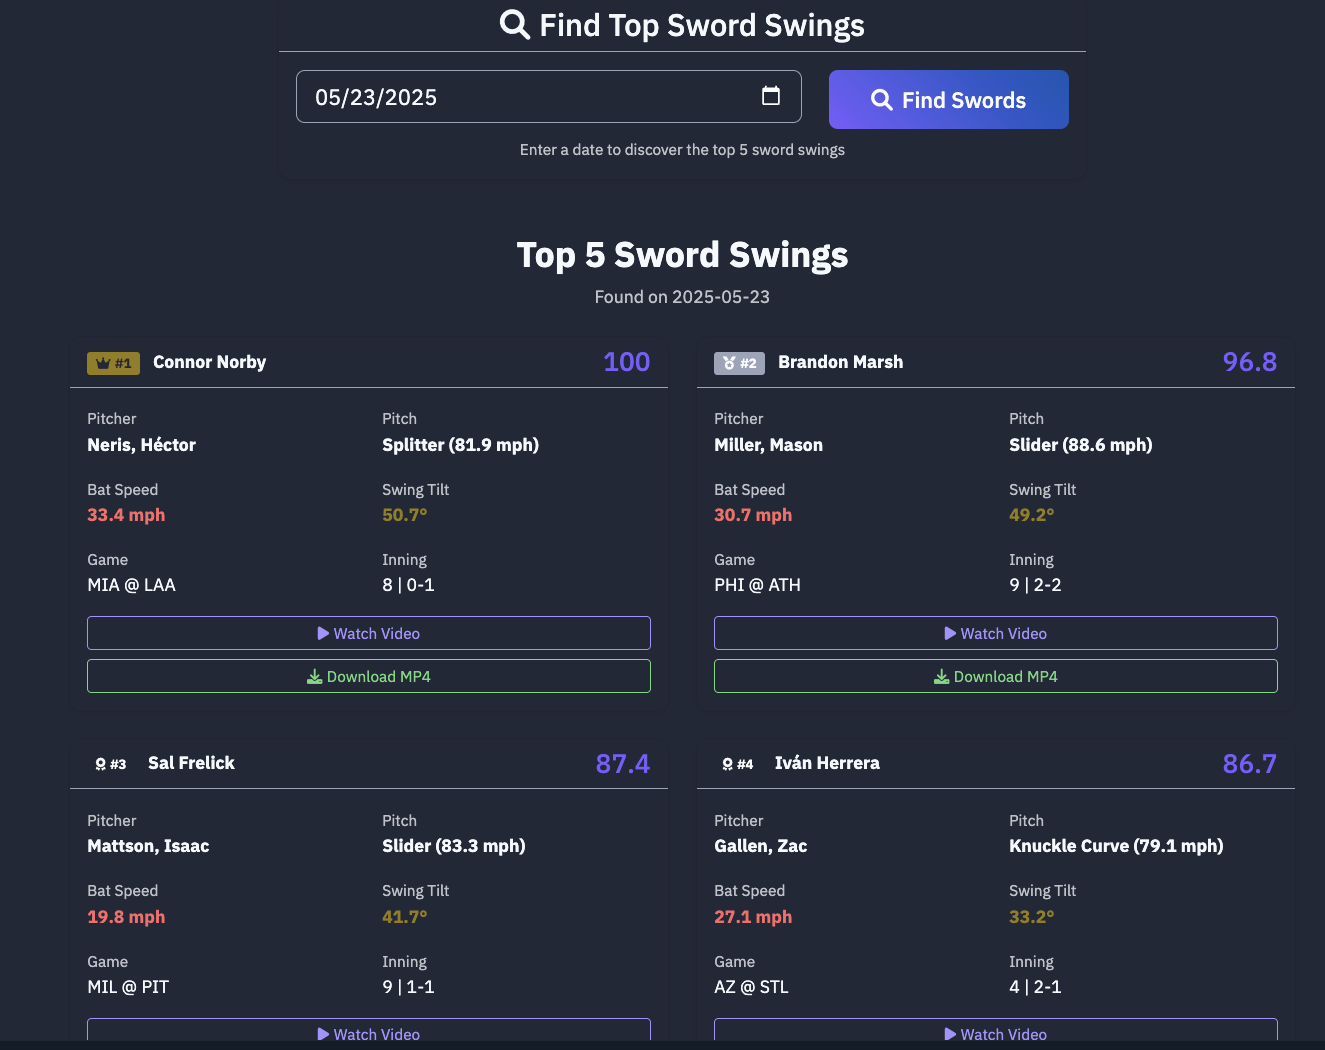 Find Top Sword Swings
05/23/2025
Find Swords
Enter a date to discover the top 5 sword swings
Top 5 Sword Swings
Found on 2025-05-23
#1 Connor Norby 100
Pitcher Pitch
Neris, Héctor Splitter (81.9 mph)
Bat Speed Swing Tilt
33.4 mph 50.7°
Game Inning
MIA @ LAA 8 | 0-1
Watch Video
Download MP4
#2 Brandon Marsh 96.8
Pitcher Pitch
Miller, Mason Slider (88.6 mph)
Bat Speed Swing Tilt
30.7 mph 49.2°
Game Inning
PHI @ ATH 9 | 2-2
Watch Video
Download MP4
#3 Sal Frelick 87.4
Pitcher Pitch
Mattson, Isaac Slider (83.3 mph)
Bat Speed Swing Tilt
19.8 mph 41.7°
Game Inning
MIL @ PIT 9 | 1-1
Watch Video
#4 Iván Herrera 86.7
Pitcher Pitch
Gallen, Zac Knuckle Curve (79.1 mph)
Bat Speed Swing Tilt
27.1 mph 33.2°
Game Inning
AZ @ STL 4 | 2-1
Watch Video